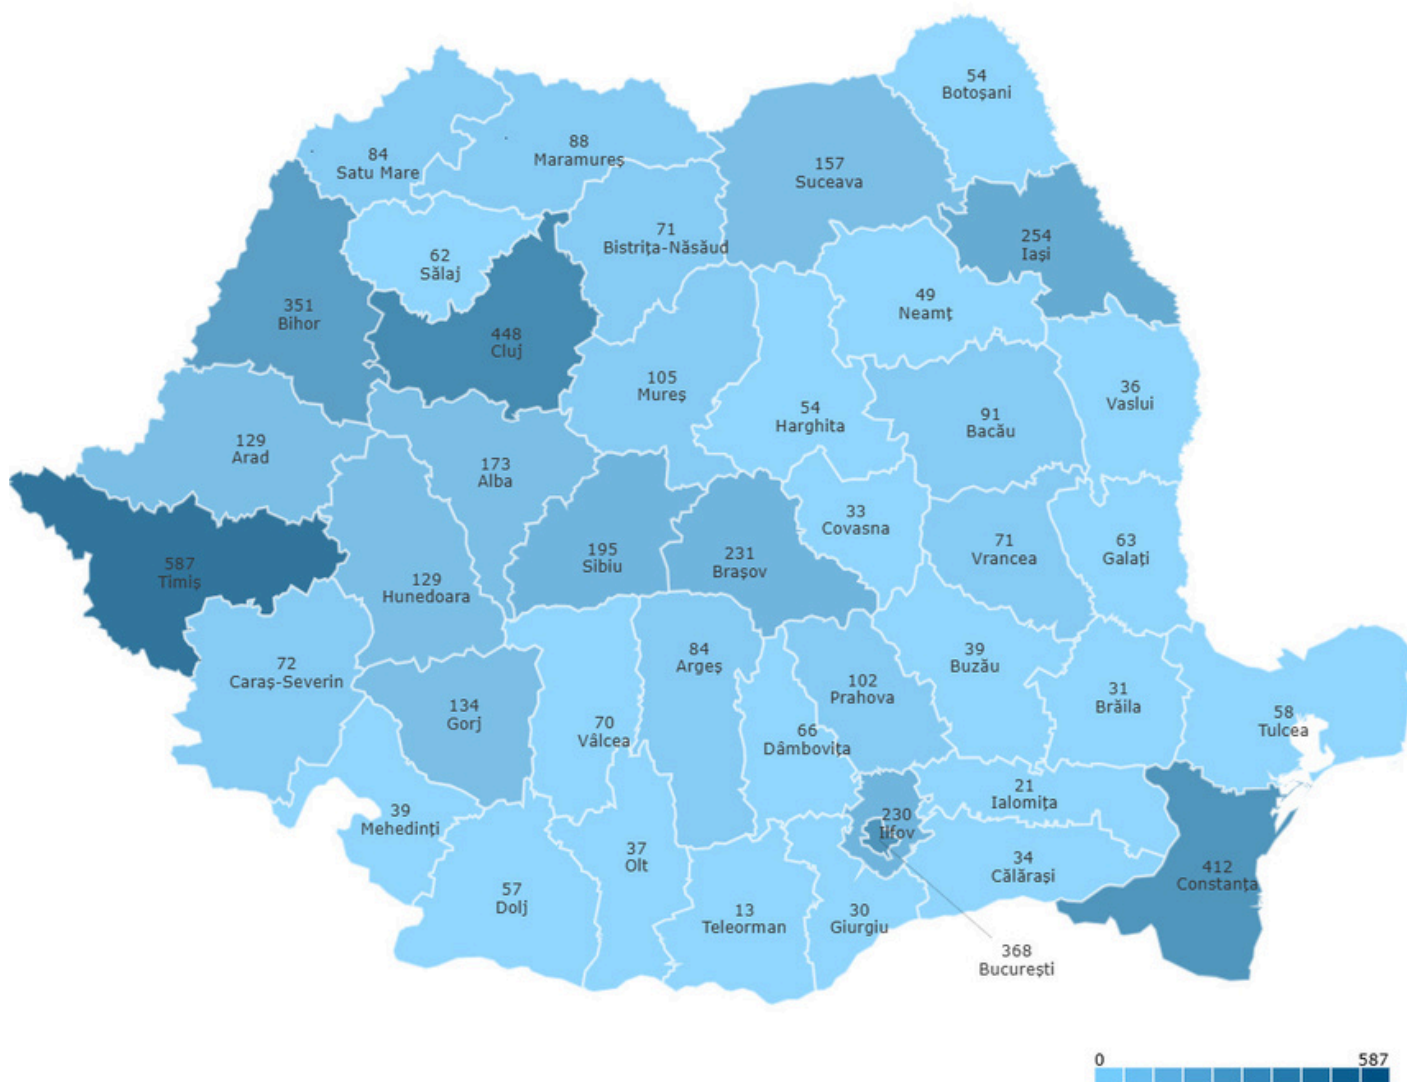 54
Botoșani
84
Satu Mare
88
Maramureș
157
Suceava
71
Bistrița-Năsăud
254
Iași
62
Sălaj
351
Bihor
448
Cluj
49
Neamț
105
Mureș
54
Harghita
91
Bacău
36
Vaslui
129
Arad
173
Alba
33
Covasna
71
Vrancea
63
Galați
587
Timiș
129
Hunedoara
195
Sibiu
231
Brașov
72
Caraș-Severin
134
Gorj
70
Vâlcea
84
Argeș
66
Dâmbovița
102
Prahova
39
Buzău
31
Brăila
58
Tulcea
39
Mehedinți
230
Ilfov
21
Ialomița
57
Dolj
37
Olt
13
Teleorman
30
Giurgiu
34
Călărași
412
Constanța
368
București
0 587